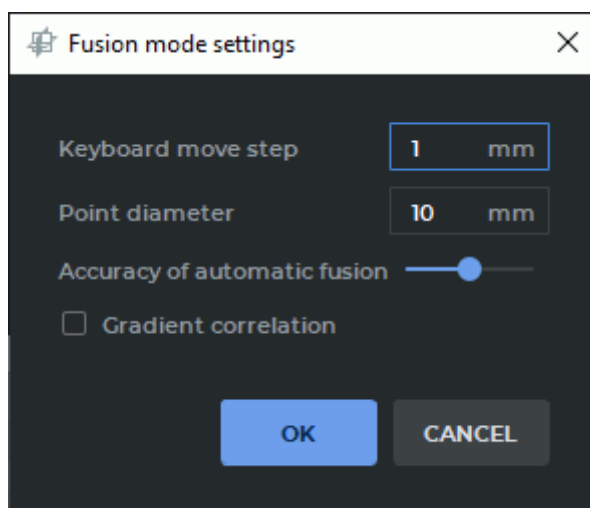 Fusion mode settings
Keyboard move step 1 mm
Point diameter 10 mm
Accuracy of automatic fusion
Gradient correlation
OK CANCEL